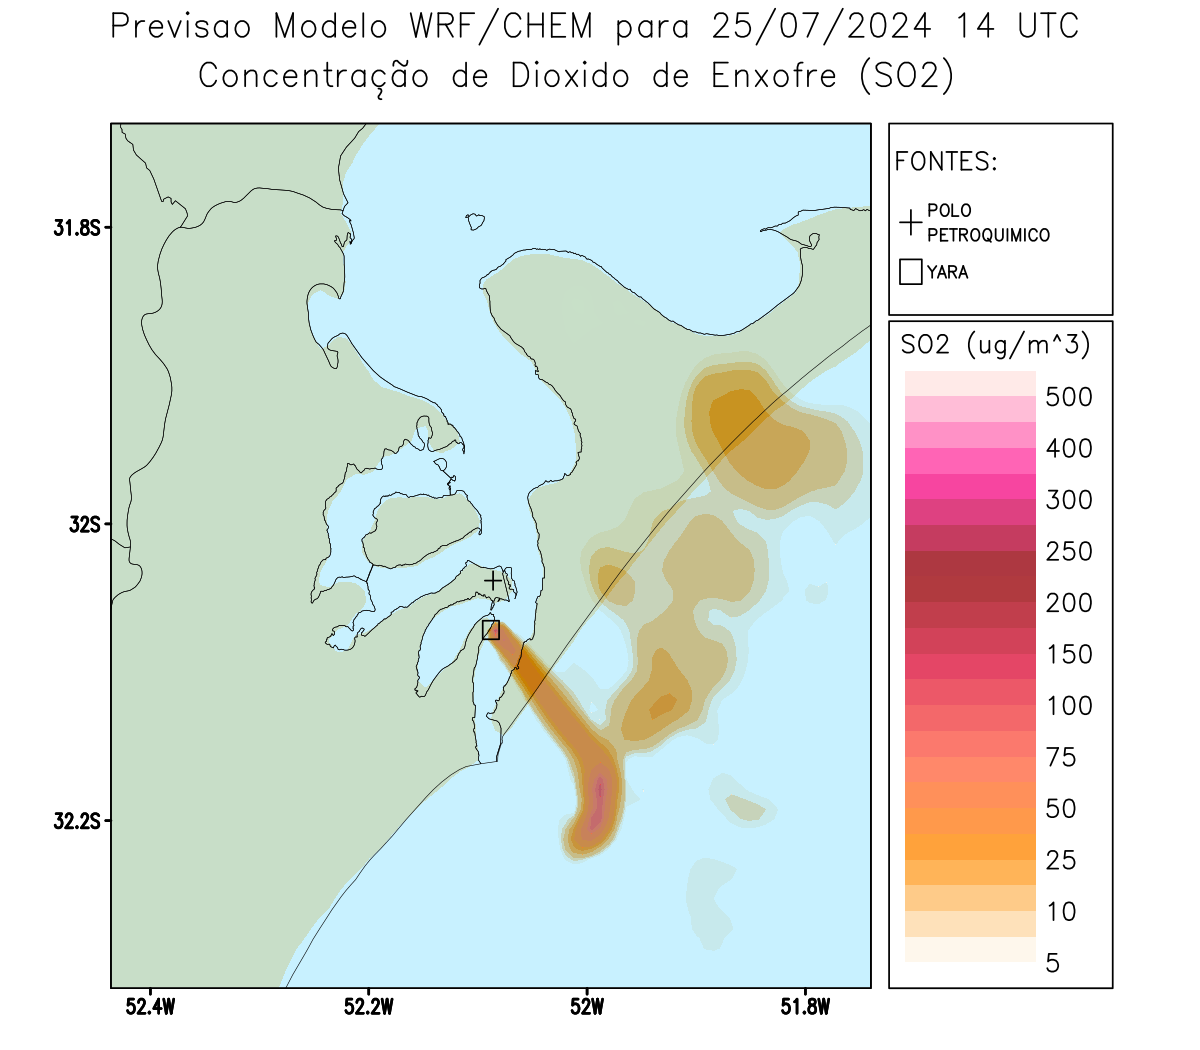 Previsao Modelo WRF/CHEM para 25/07/2024 14 UTC
Concentração de Dioxido de Enxofre (SO2)
FONTES:
POLO
PETROQUIMICO
YARA
SO2 (ug/m^3)
500
400
300
250
200
150
100
75
50
25
10
5
31.8S
32S
32.2S
52.4W
52.2W
52W
51.8W